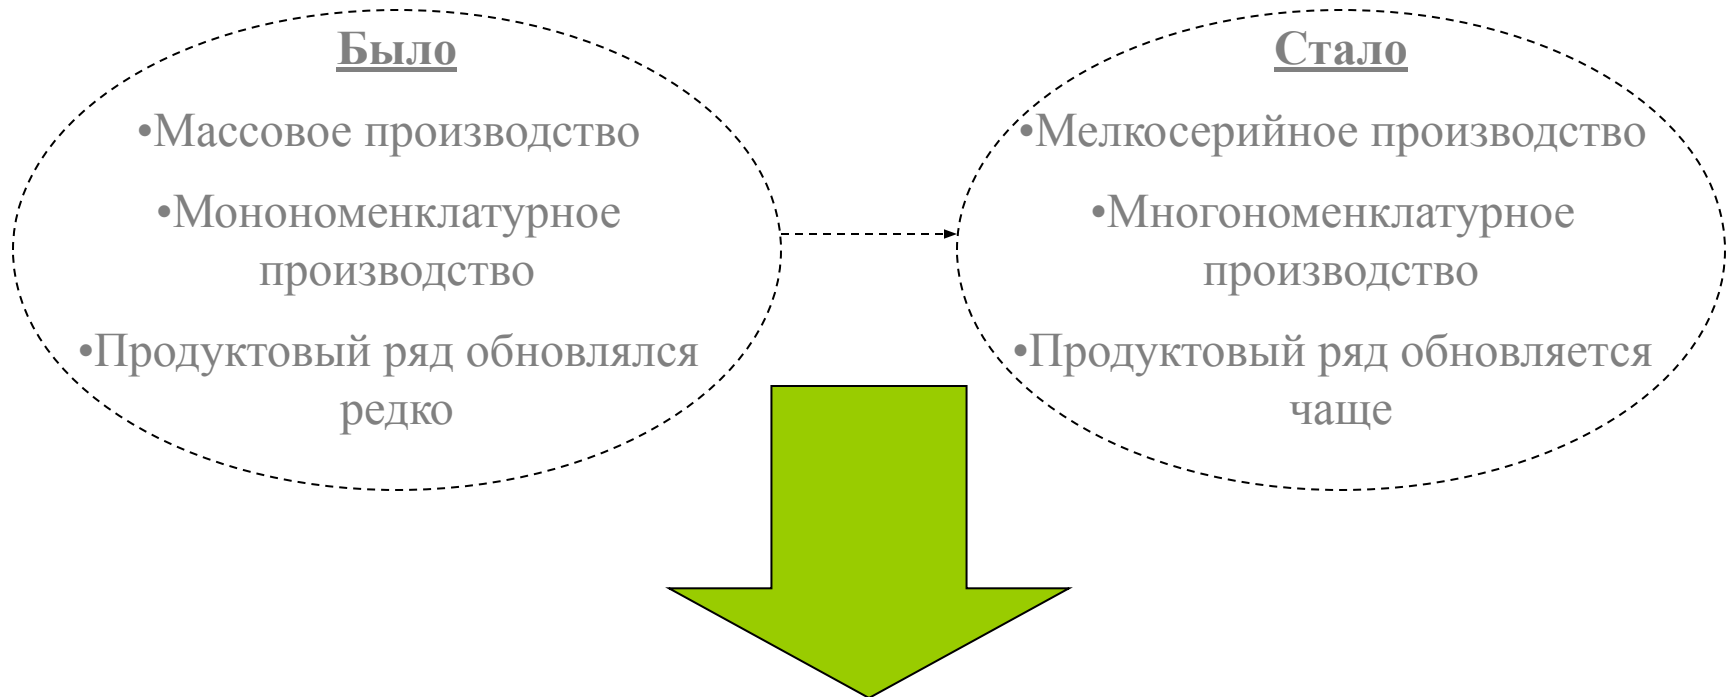 Было
•Массовое производство
•Монономенклатурное
производство
•Продуктовый ряд обновлялся
редко
Стало
•Мелкосерийное производство
•Многономенклатурное
производство
•Продуктовый ряд обновляется
чаще